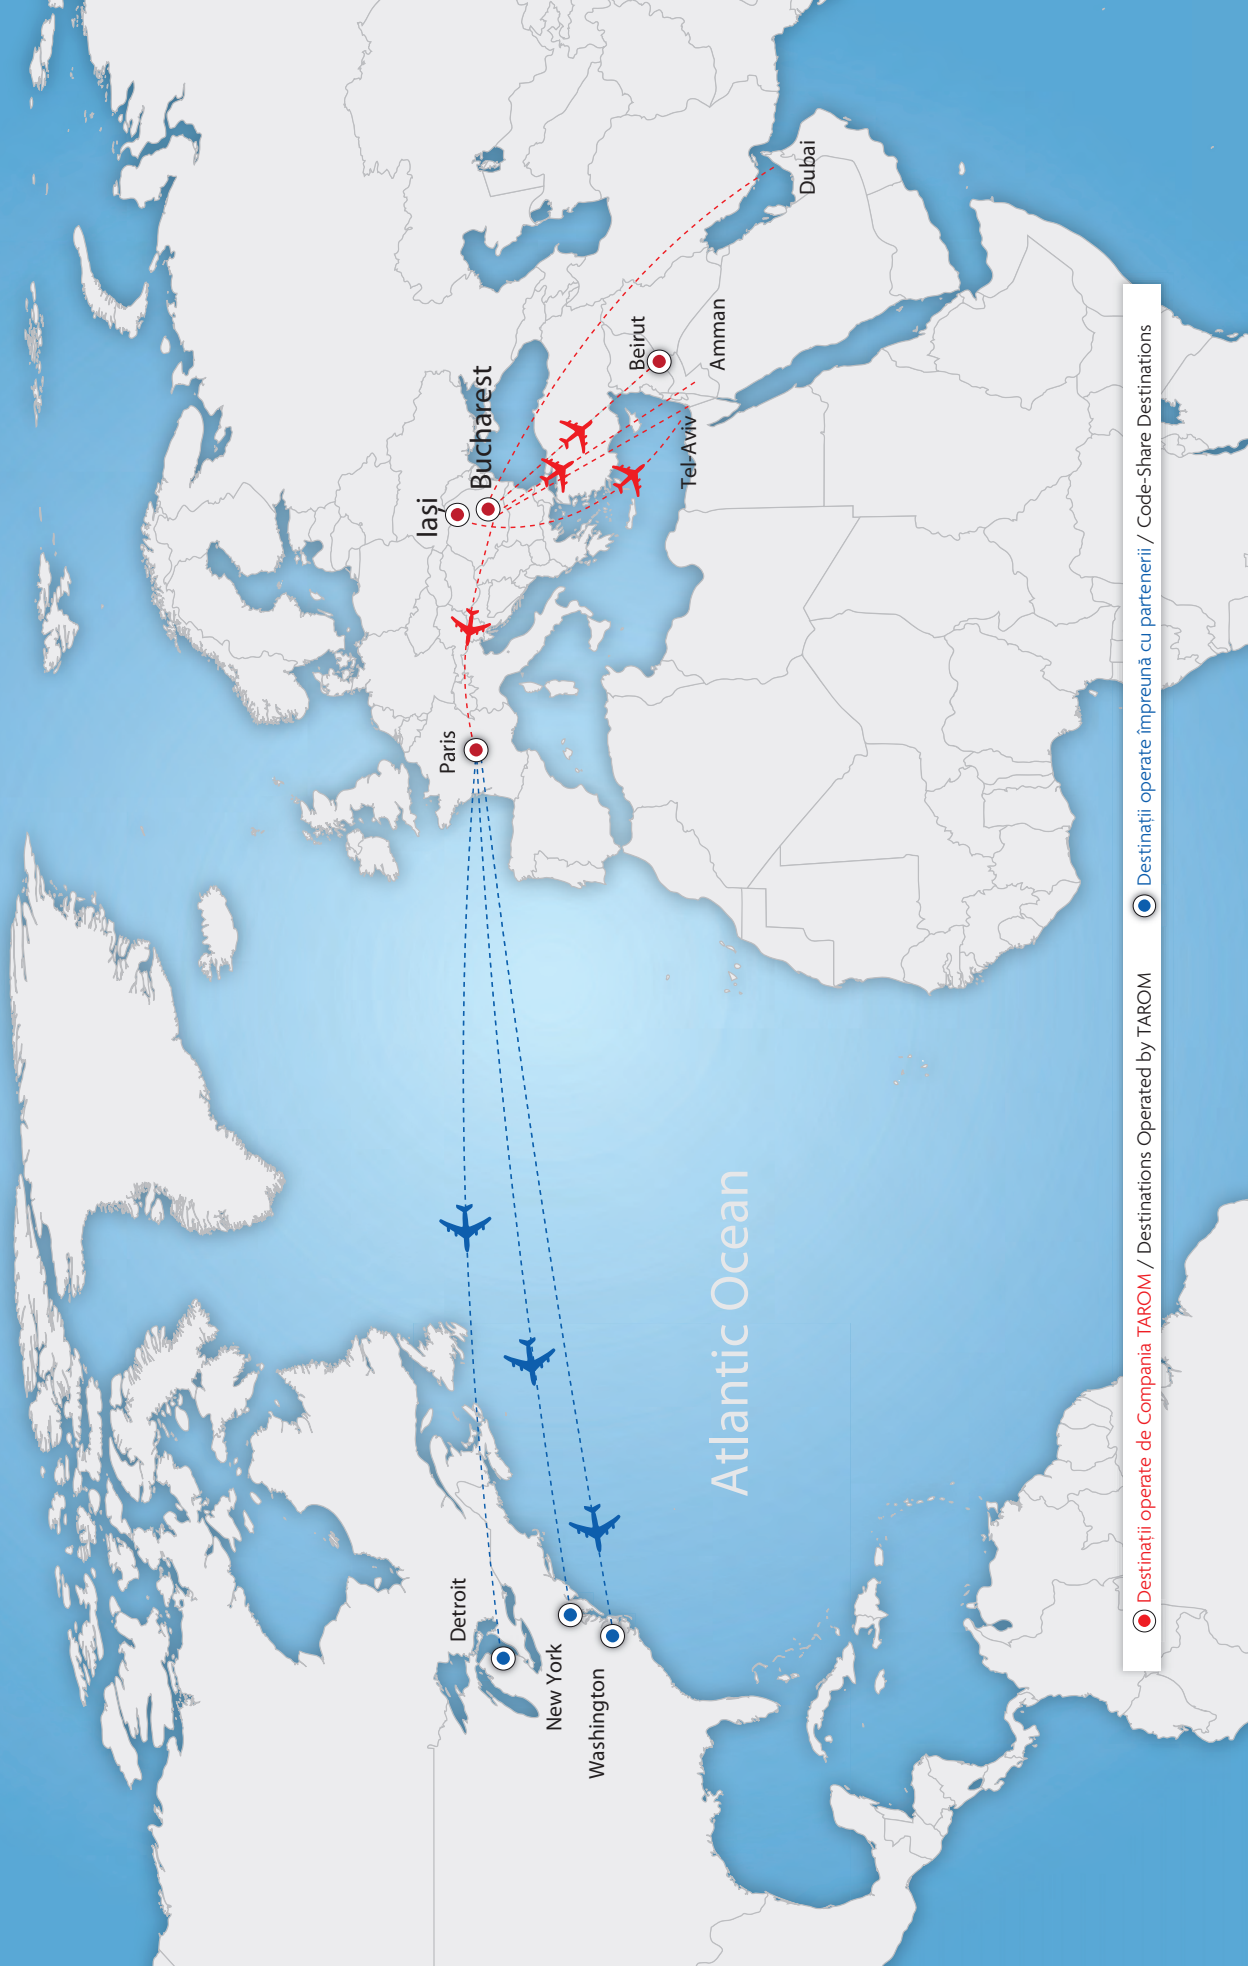 Detroit
New York
Washington
Atlantic Ocean
Paris
Iași
Bucharest
Beirut
Amman
Tel-Aviv
Dubai
Destinații operate de Compania TAROM / Destinations Operated by TAROM
Destinații operate împreună cu partenerii / Code-Share Destinations